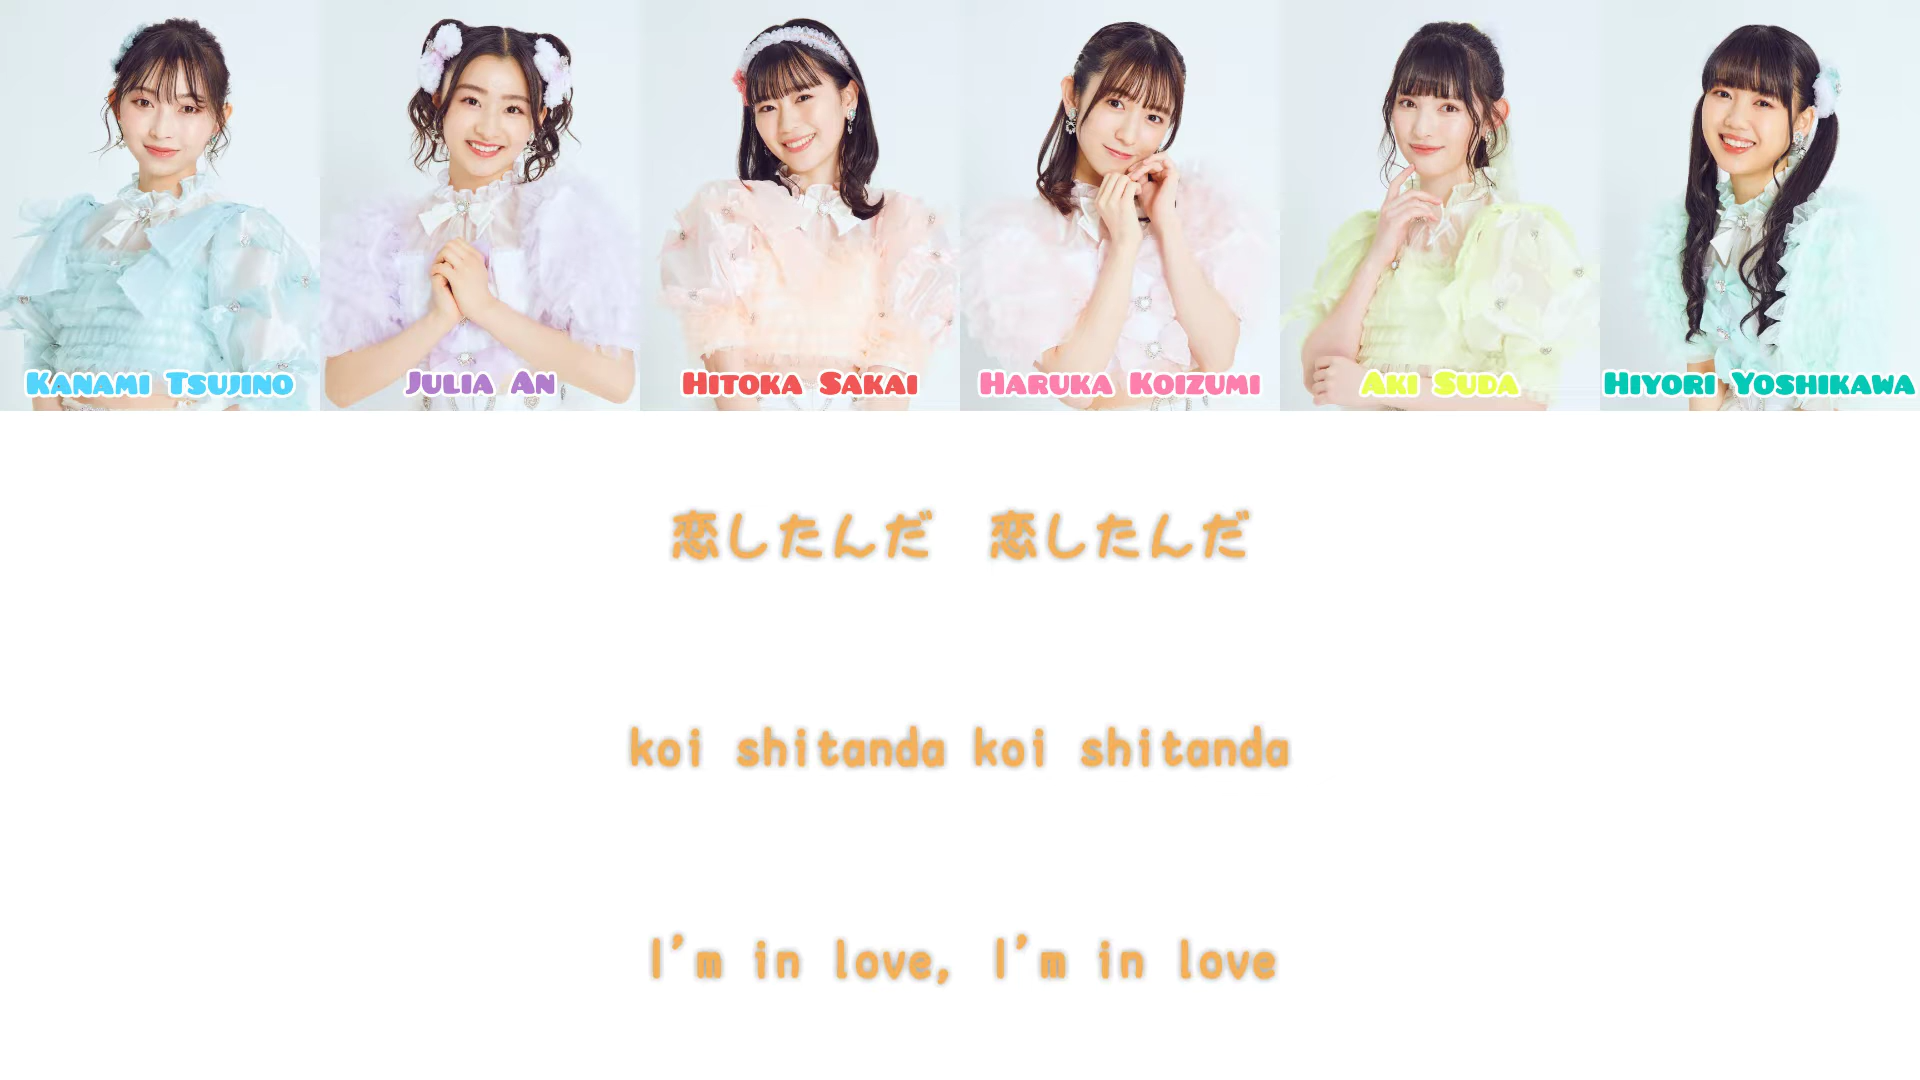 Kanami Tsujino
Julia An
Hitoka Sakai
Haruka Koizumi
Aki Suda
Hiyori Yoshikawa
恋したんだ　恋したんだ
koi shitanda koi shitanda
I'm in love, I'm in love